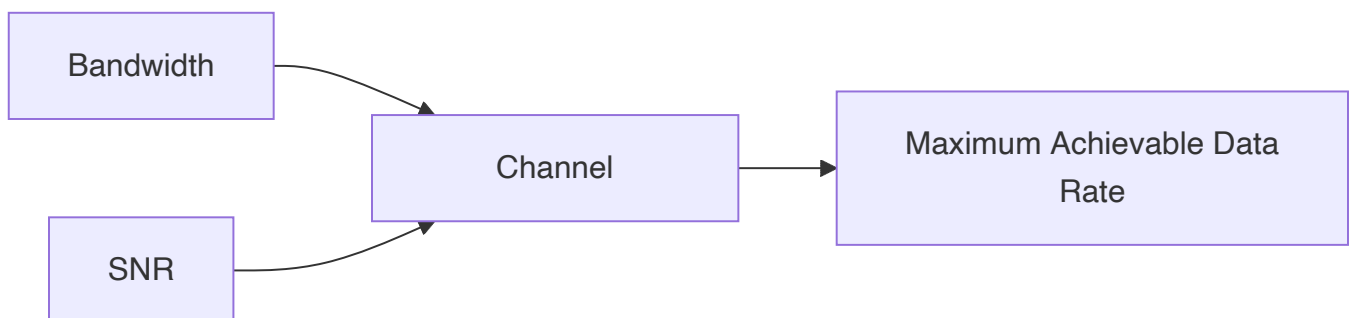 Bandwidth
SNR
Channel
Maximum Achievable Data
Rate